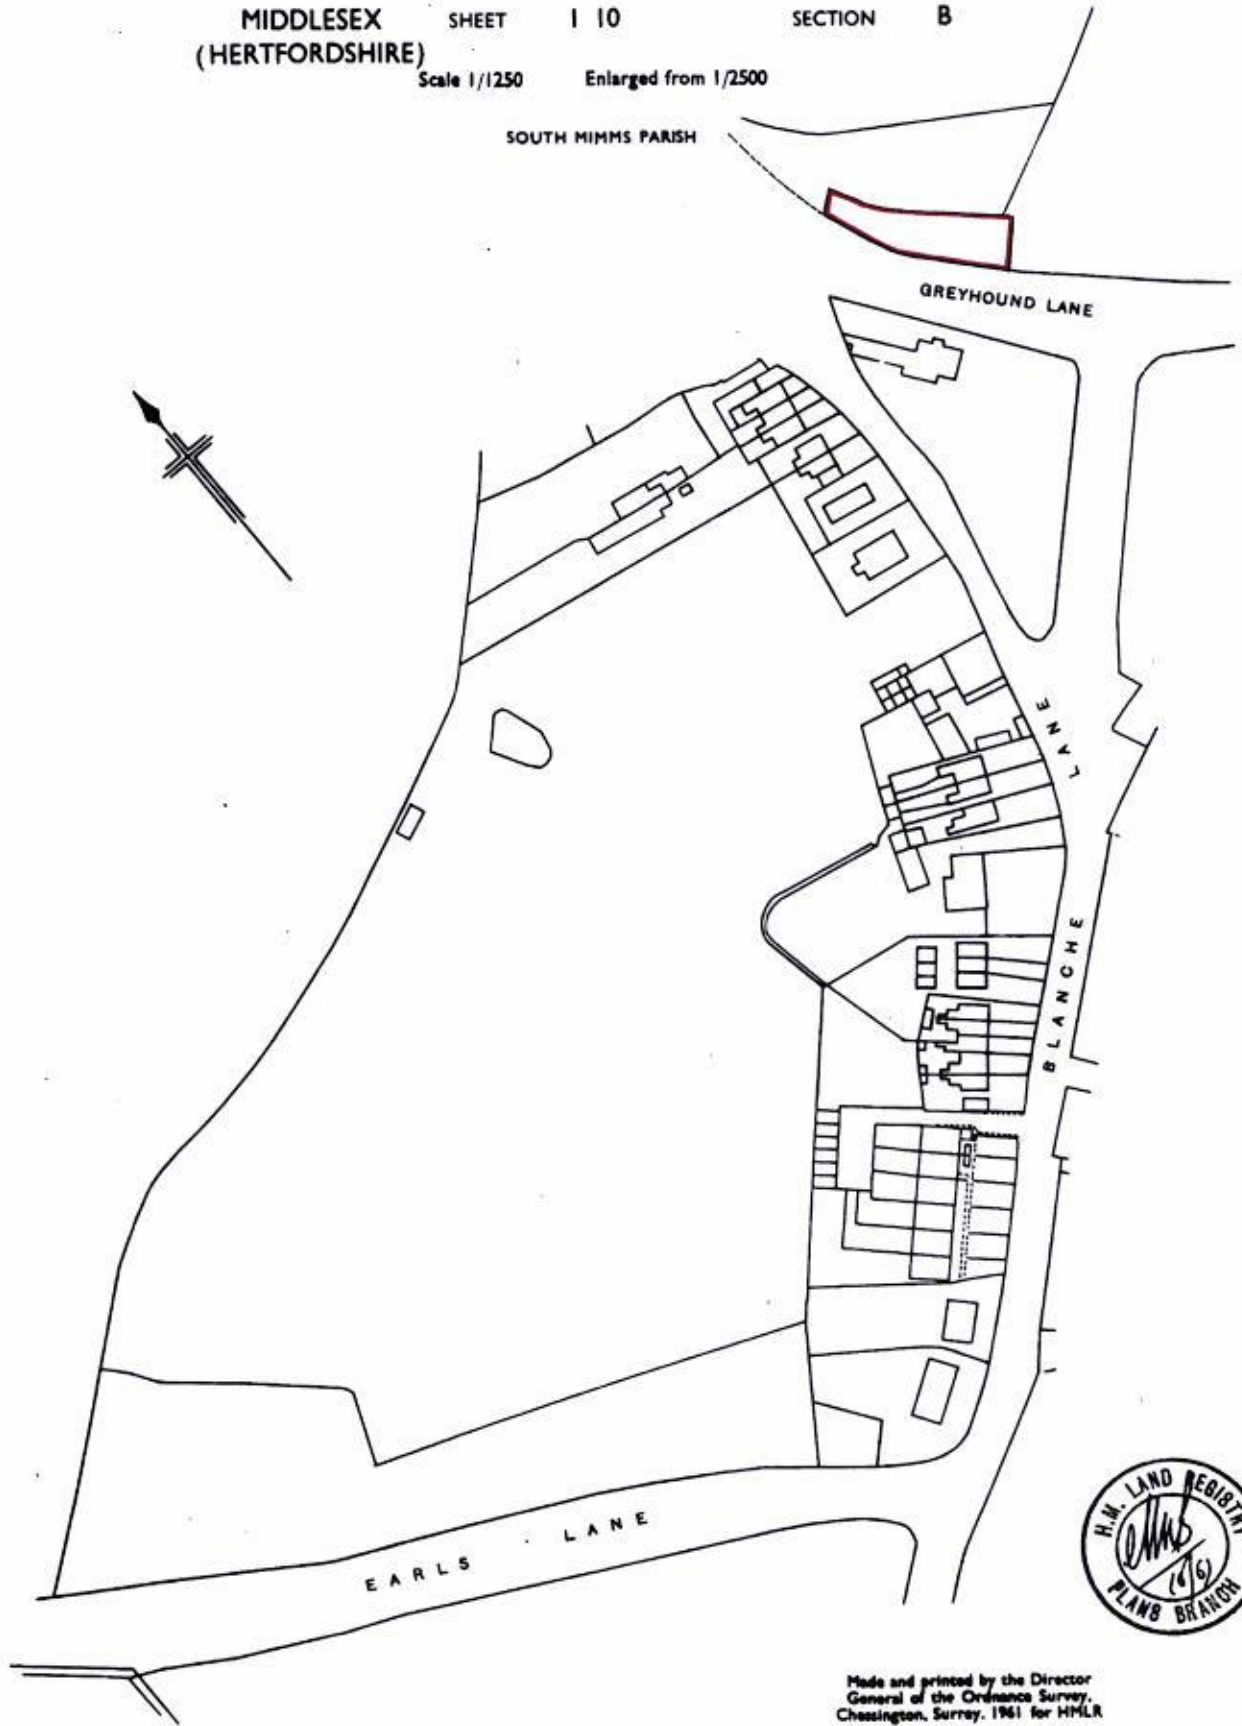 MIDDLESEX SHEET I 10 SECTION B
(HERTFORDSHIRE)
Scale 1/1250 Enlarged from 1/2500
SOUTH MIMMS PARISH
GREYHOUND LANE
BLANCHE LANE
EARLS LANE
H.M. LAND REGISTRY
PLANS BRANCH
Made and printed by the Director
General of the Ordnance Survey,
Chessington, Surrey. 1961 for HMLR